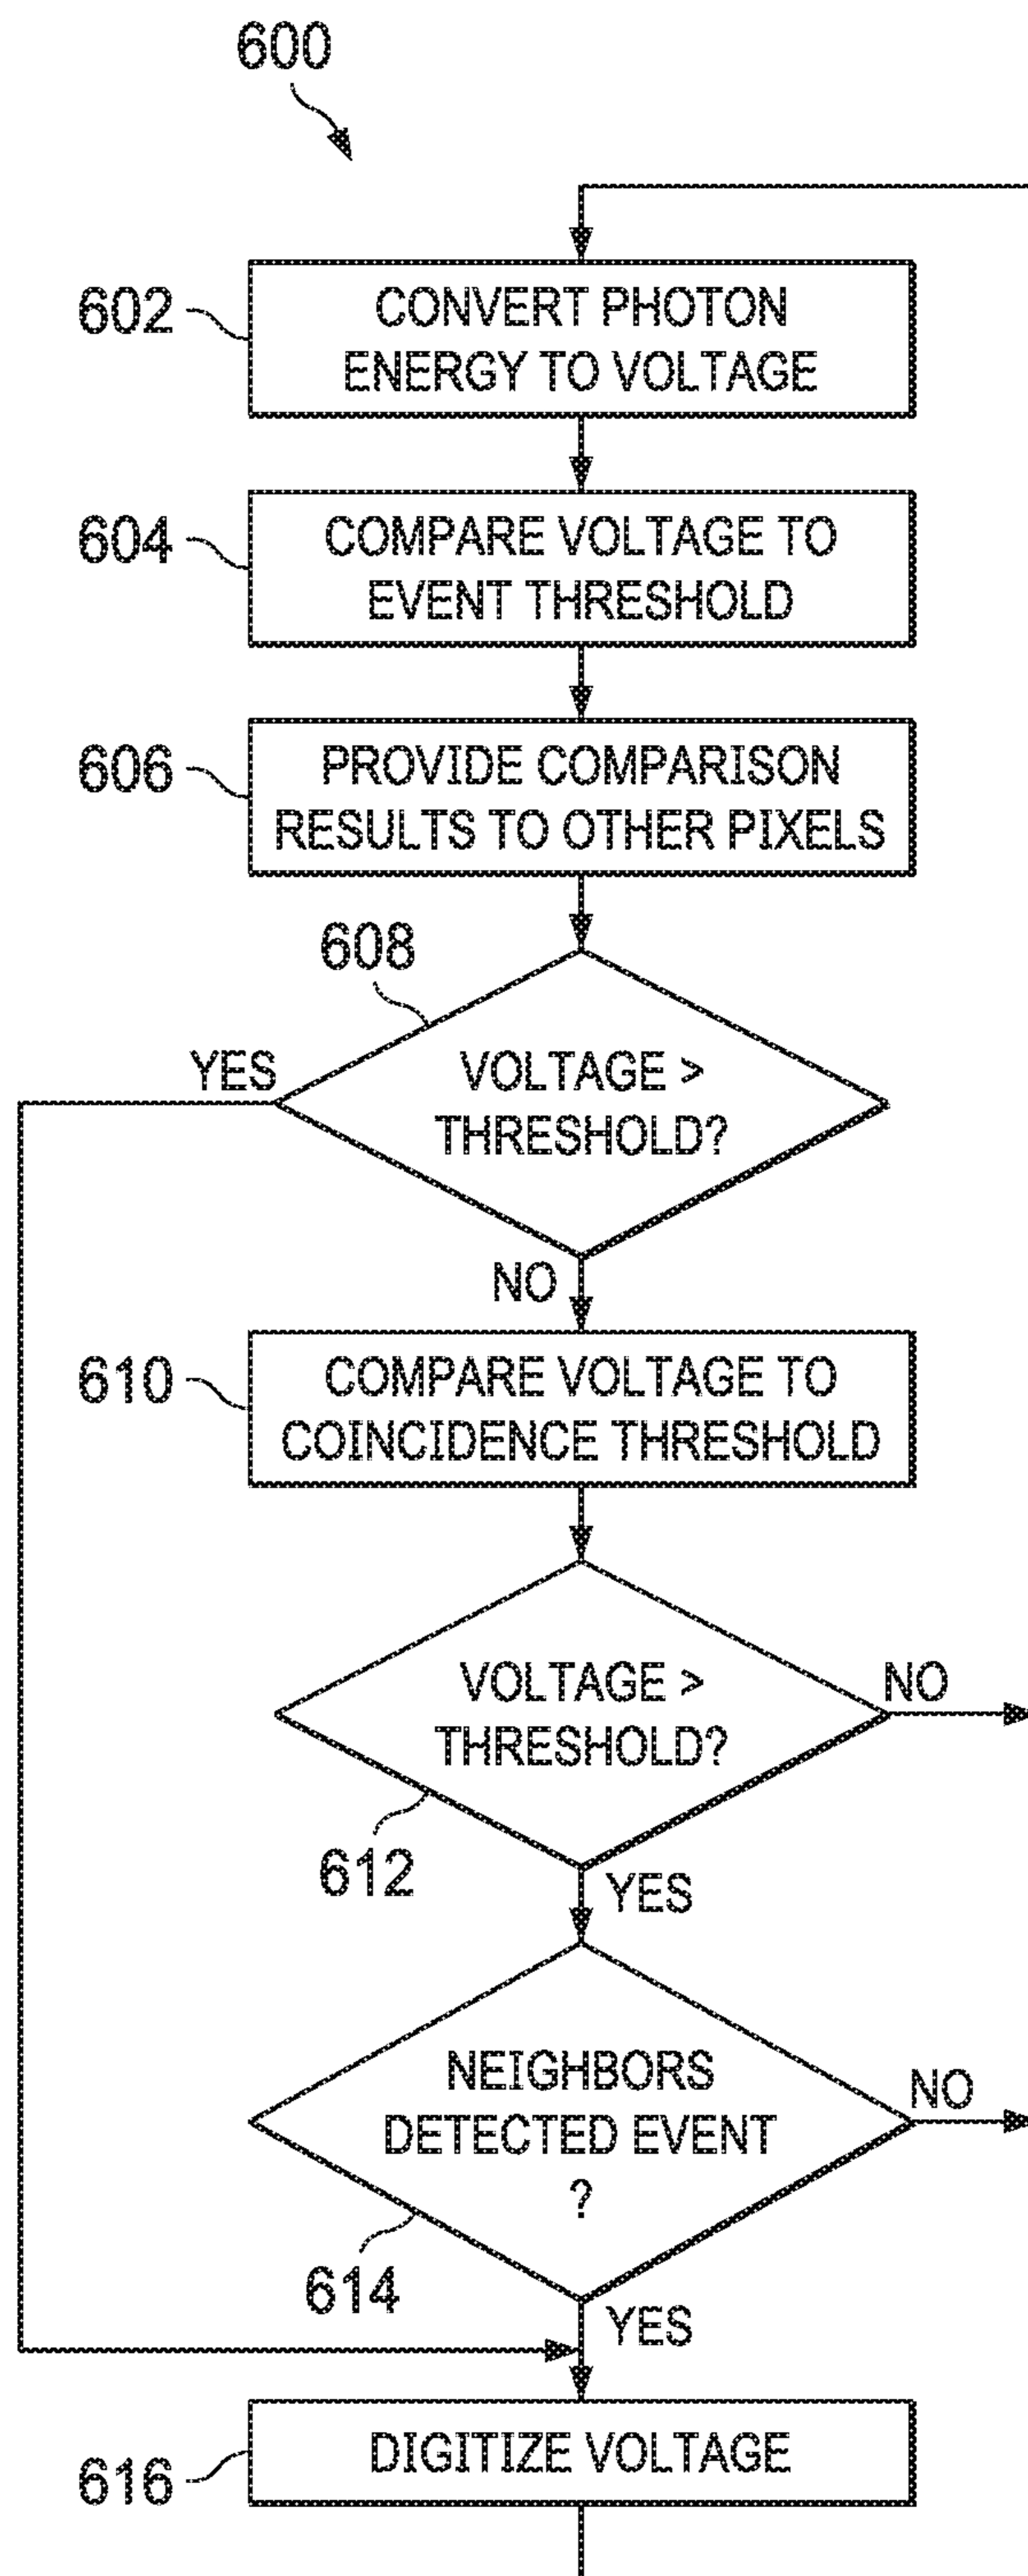 600
602
CONVERT PHOTON
ENERGY TO VOLTAGE
604
COMPARE VOLTAGE TO
EVENT THRESHOLD
606
PROVIDE COMPARISON
RESULTS TO OTHER PIXELS
608
YES
VOLTAGE >
THRESHOLD?
NO
610
COMPARE VOLTAGE TO
COINCIDENCE THRESHOLD
VOLTAGE >
THRESHOLD?
NO
612
YES
NEIGHBORS
DETECTED EVENT
?
NO
614
YES
616
DIGITIZE VOLTAGE